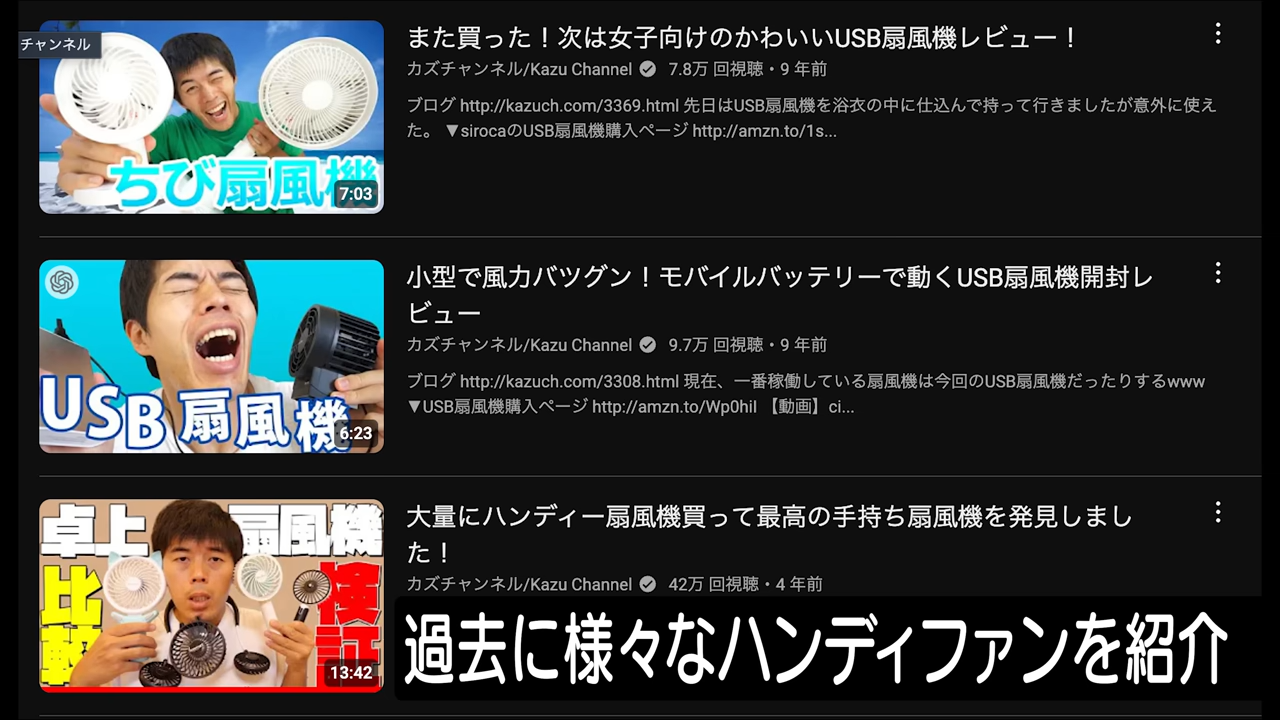 チャンネル
ちび扇風機
7:03
また買った！次は女子向けのかわいいUSB扇風機レビュー！
カズチャンネル/Kazu Channel 7.8万 回視聴・9 年前
ブログ http://kazuch.com/3369.html 先日はUSB扇風機を浴衣の中に仕込んで持って行きましたが意外に使え
た。 ▼sirocaのUSB扇風機購入ページ http://amzn.to/1s...
USB扇風機
6:23
小型で風力バツグン！モバイルバッテリーで動くUSB扇風機開封レ
ビュー
カズチャンネル/Kazu Channel 9.7万 回視聴・9 年前
ブログ http://kazuch.com/3308.html 現在、一番稼働している扇風機は今回のUSB扇風機だったりするwww
▼USB扇風機購入ページ http://amzn.to/Wp0hiI 【動画】ci...
卓上 扇風機
比較
検証
13:42
大量にハンディー扇風機買って最高の手持ち扇風機を発見しまし
た！
カズチャンネル/Kazu Channel 42万 回視聴・4 年前
過去に様々なハンディファンを紹介